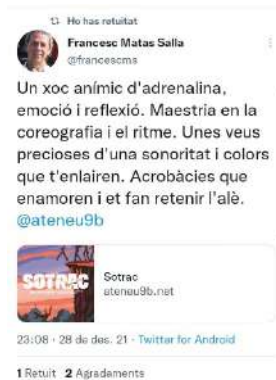 Ho has retuitat
Francesc Matas Salla
@francescms
Un xoc anímic d'adrenalina,
emoció i reflexió. Maestria en la
coreografia i el ritme. Unes veus
precioses d'una sonoritat i colors
que t'enlairen. Acrobàcies que
enamoren i et fan retenir l'alè.
@ateneu9b
SOTRAC
Sotrac
ateneu9b.net
23:08 · 28 de des. 21 · Twitter for Android
1 Retuit 2 Agradaments